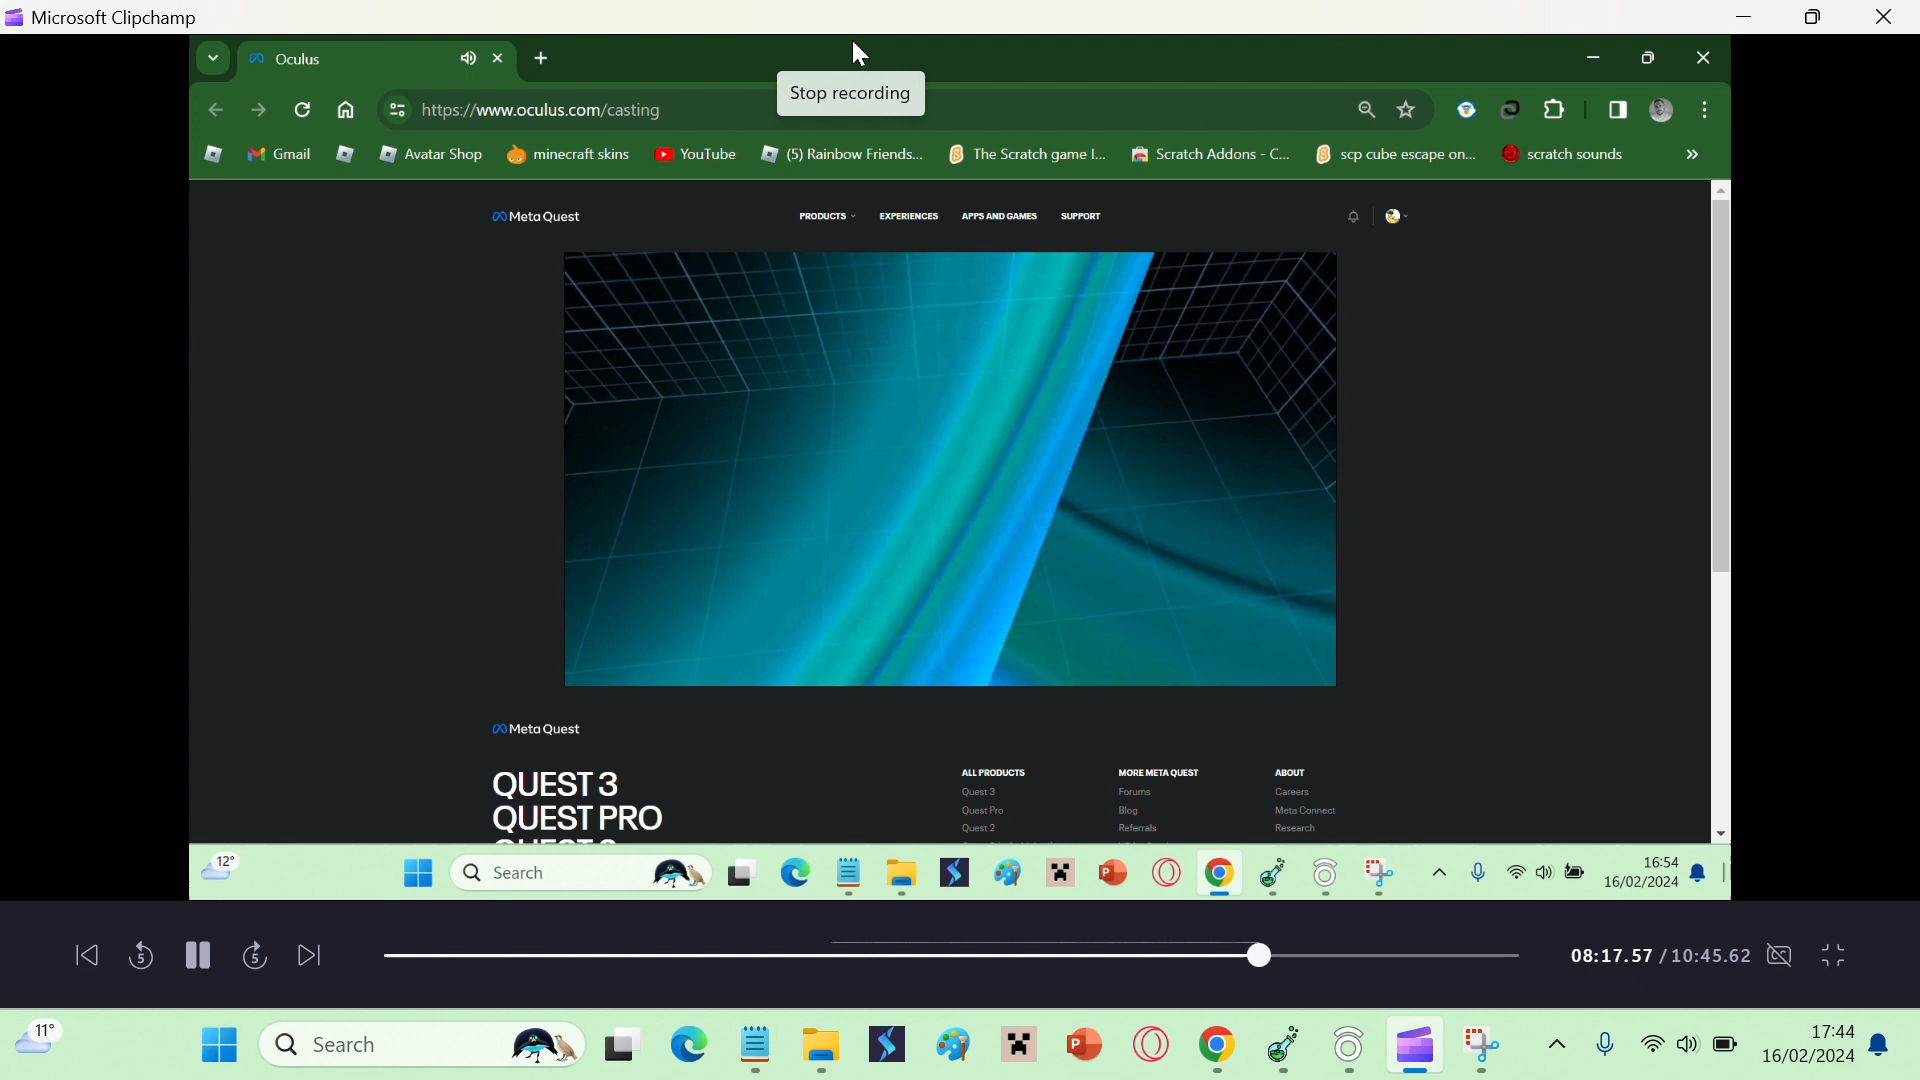 Microsoft Clipchamp
Oculus
Stop recording
https://www.oculus.com/casting
Gmail
Avatar Shop
minecraft skins
YouTube
(5) Rainbow Friends...
The Scratch game I...
Scratch Addons - C...
scp cube escape on...
scratch sounds
Meta Quest
PRODUCTS
EXPERIENCES
APPS AND GAMES
SUPPORT
Meta Quest
QUEST 3
QUEST PRO
ALL PRODUCTS
Quest 3
Quest Pro
Quest 2
MORE META QUEST
Forums
Blog
Referrals
ABOUT
Careers
Meta Connect
Research
12°
Search
16:54
16/02/2024
5
5
08:17.57 / 10:45.62
11°
Search
17:44
16/02/2024